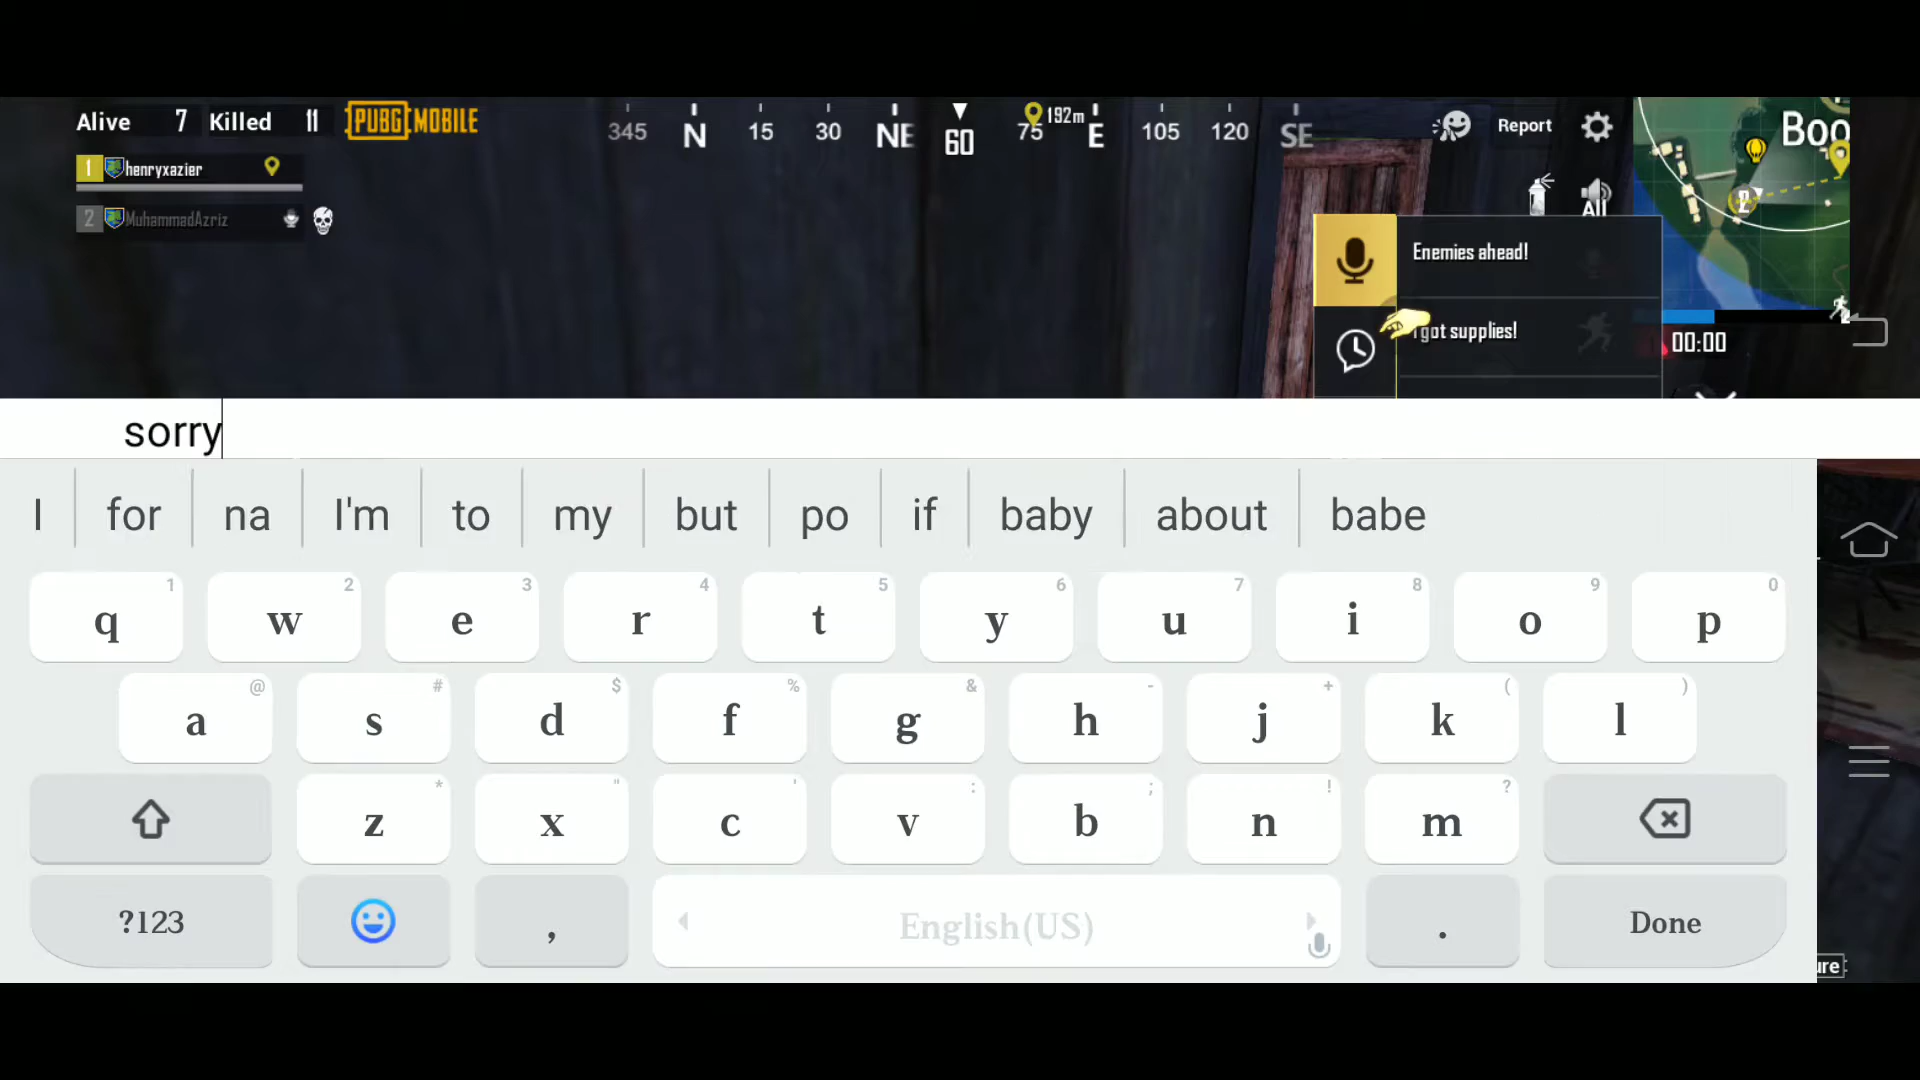 Alive 7 Killed 11 PUBG MOBILE
345 N 15 30 NE 60 75 192m E 105 120 SE
Report
Boo
1 henryxazier
2 MuhammadAzriz
All
2
Enemies ahead!
got supplies!
00:00
sorry
I for na I'm to my but po if baby about babe
q 1 w 2 e 3 r 4 t 5 y 6 u 7 i 8 o 9 p 0
a @ s # d $ f % g & h - j + k ( l )
z * x " c ' v : b ; n ! m ?
?123 , English(US) . Done
ure